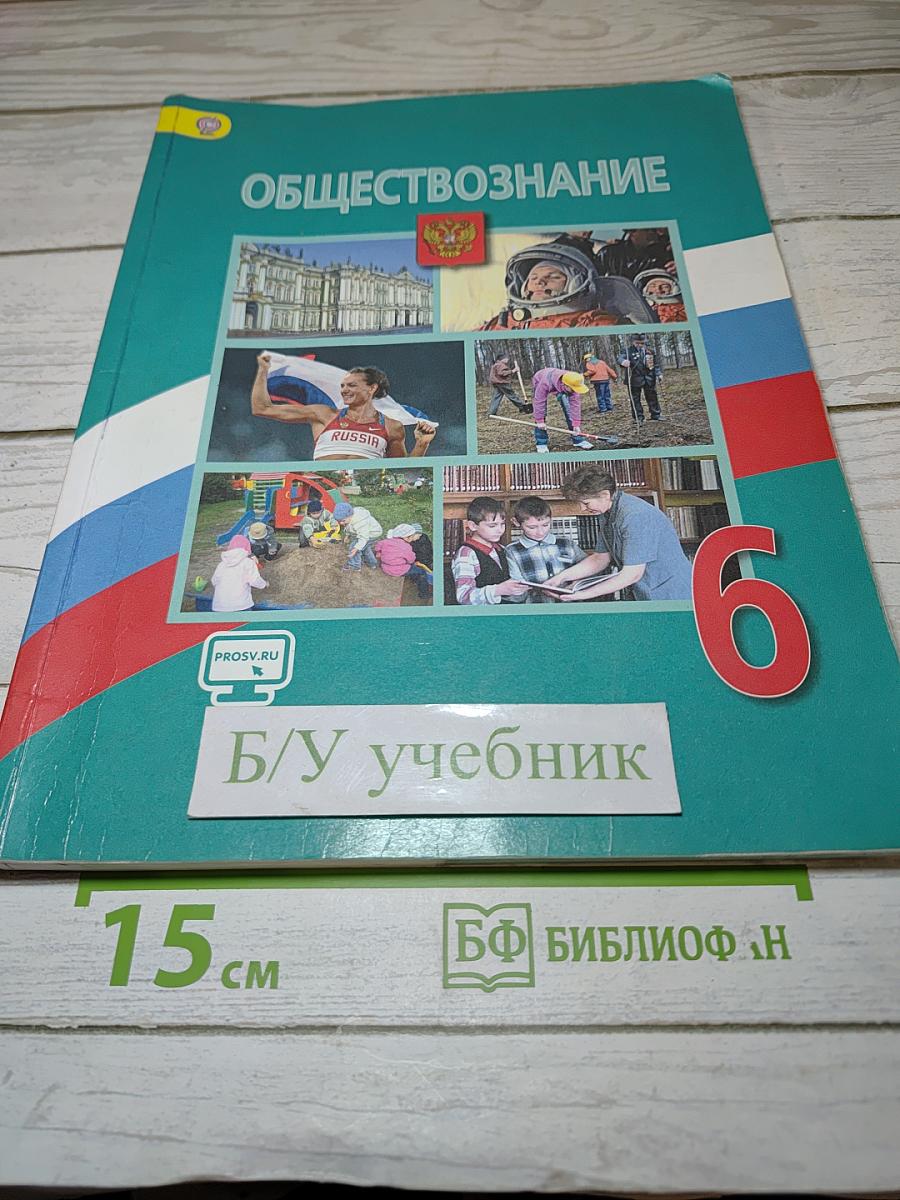 ОБЩЕСТВОЗНАНИЕ
RUSSIA
6
PROSV.RU
Б/У учебник
15 см
БФ